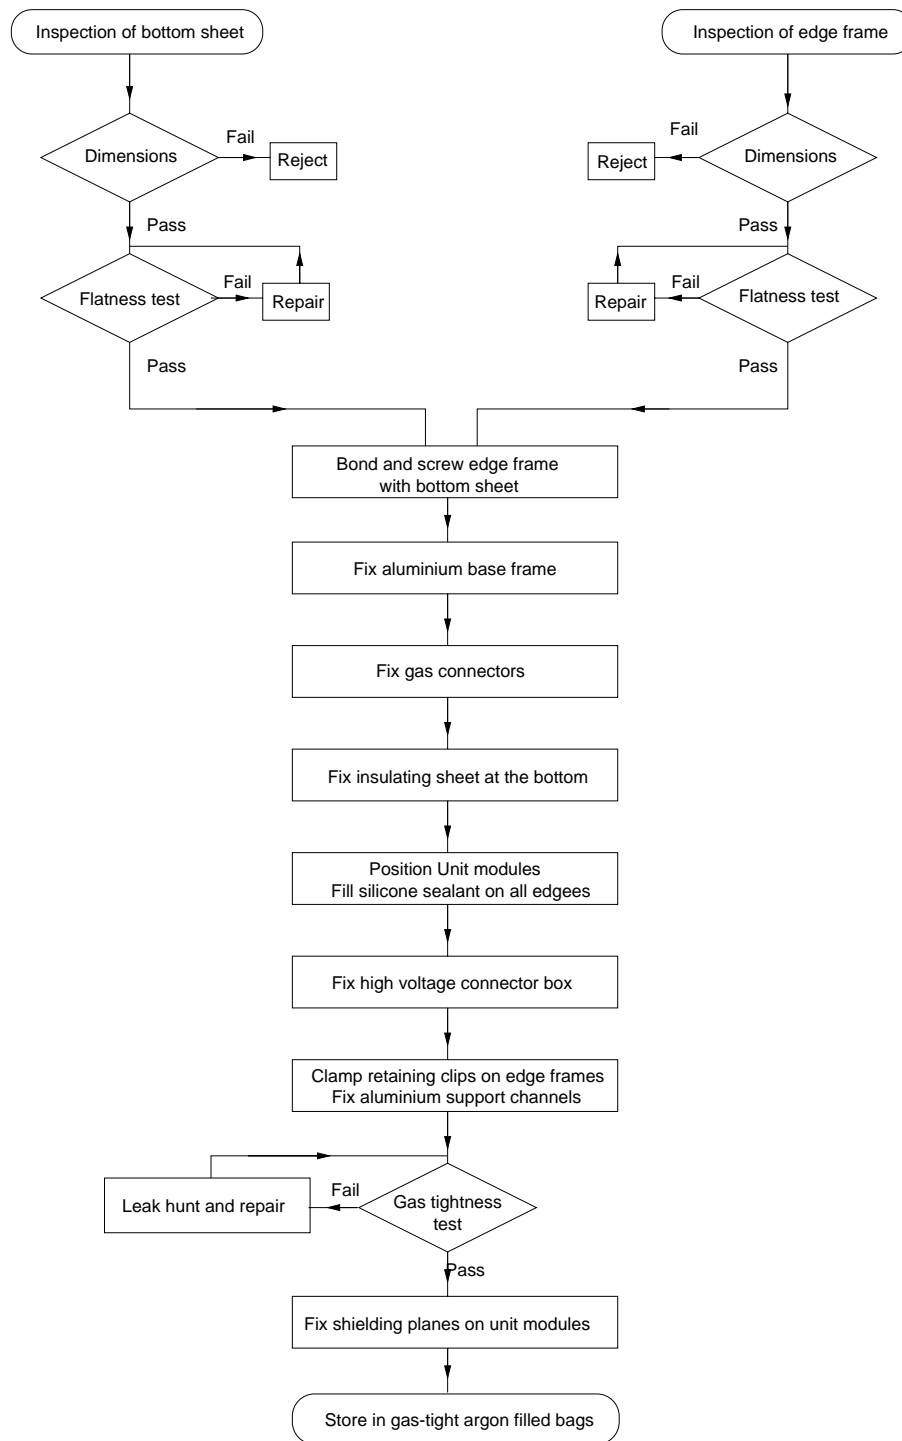 Inspection of bottom sheet
Inspection of edge frame
Fail
Dimensions
Reject
Fail
Reject
Dimensions
Pass
Pass
Fail
Flatness test
Repair
Fail
Repair
Flatness test
Pass
Pass
Bond and screw edge frame
with bottom sheet
Fix aluminium base frame
Fix gas connectors
Fix insulating sheet at the bottom
Position Unit modules
Fill silicone sealant on all edgees
Fix high voltage connector box
Clamp retaining clips on edge frames
Fix aluminium support channels
Fail
Leak hunt and repair
Gas tightness
test
Pass
Fix shielding planes on unit modules
Store in gas-tight argon filled bags